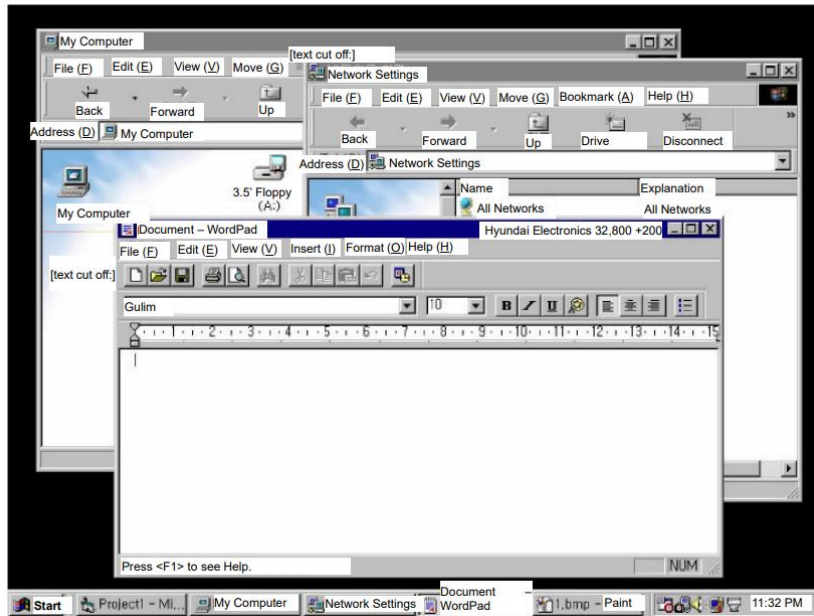 My Computer
File (F) Edit (E) View (V) Move (G)
[text cut off:]
Back Forward Up
Address (D) My Computer
My Computer
3.5' Floppy
(A:)
[text cut off:]
Network Settings
File (F) Edit (E) View (V) Move (G) Bookmark (A) Help (H)
Back Forward Up Drive Disconnect
Address (D) Network Settings
Name Explanation
All Networks All Networks
Document – WordPad Hyundai Electronics 32,800 +200
File (F) Edit (E) View (V) Insert (I) Format (O) Help (H)
Gulim 10 B I U
1 2 3 4 5 6 7 8 9 10 11 12 13 14 15
Press <F1> to see Help. NUM
Start Project1 - Mi... My Computer Network Settings Document – WordPad 1.bmp - Paint 11:32 PM